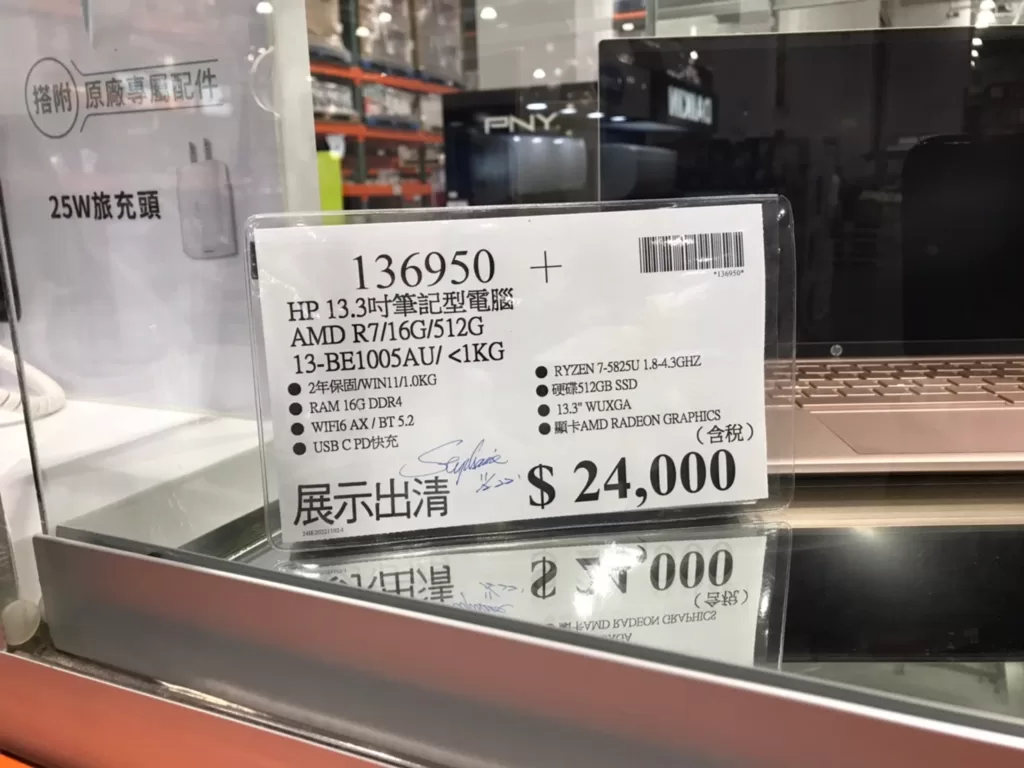 搭附 原廠專屬配件
25W旅充頭
PNY
136950 +
*136950*
HP 13.3吋筆記型電腦
AMD R7/16G/512G
13-BE1005AU/ <1KG
● 2年保固/WIN11/1.0KG
● RAM 16G DDR4
● WIFI6 AX / BT 5.2
● USB C PD快充
● RYZEN 7-5825U 1.8-4.3GHZ
● 硬碟512GB SSD
● 13.3" WUXGA
● 顯卡AMD RADEON GRAPHICS
(含稅)
展示出清
$ 24,000
hp